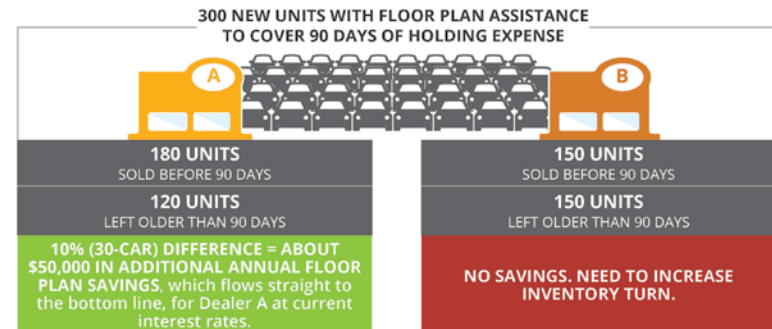 300 NEW UNITS WITH FLOOR PLAN ASSISTANCE
TO COVER 90 DAYS OF HOLDING EXPENSE
A
B
180 UNITS
SOLD BEFORE 90 DAYS
120 UNITS
LEFT OLDER THAN 90 DAYS
10% (30-CAR) DIFFERENCE = ABOUT
$50,000 IN ADDITIONAL ANNUAL FLOOR
PLAN SAVINGS, which flows straight to
the bottom line, for Dealer A at current
interest rates.
150 UNITS
SOLD BEFORE 90 DAYS
150 UNITS
LEFT OLDER THAN 90 DAYS
NO SAVINGS. NEED TO INCREASE
INVENTORY TURN.